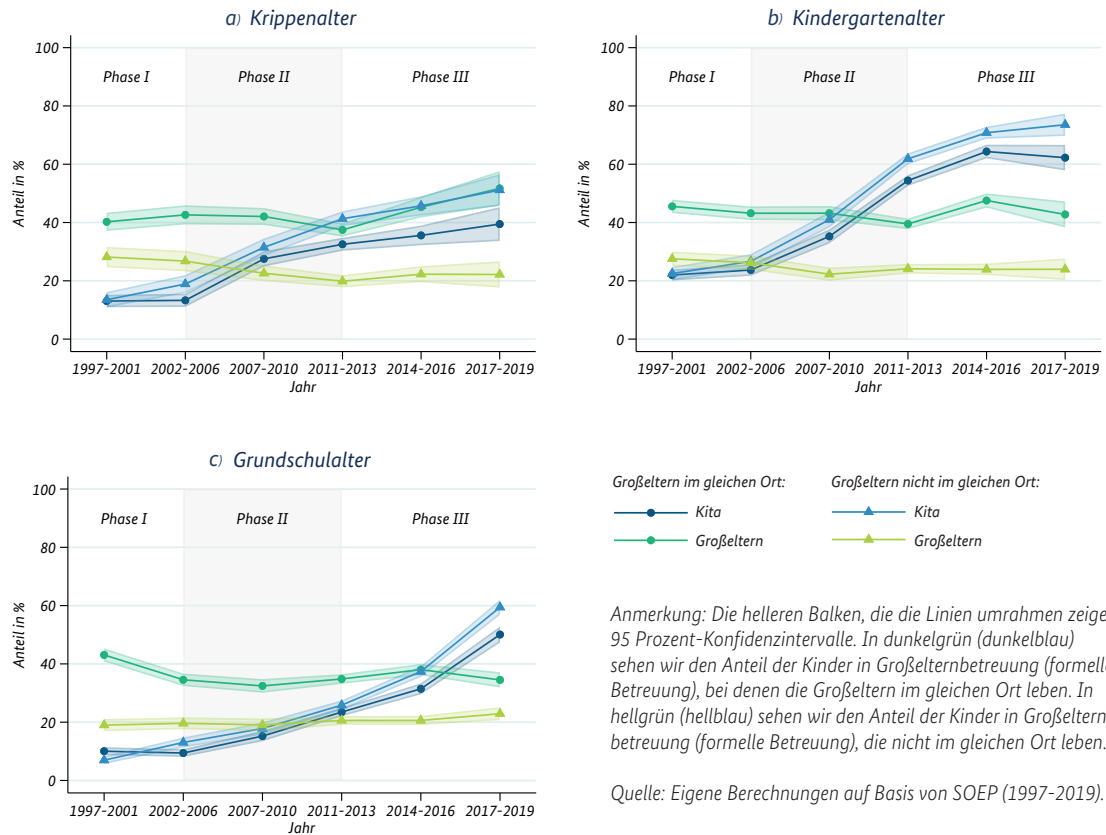 a) Krippenalter
100
80
60
40
20
0
Anteil in %
Phase I
Phase II
Phase III
1997-2001 2002-2006 2007-2010 2011-2013 2014-2016 2017-2019
Jahr
b) Kindergartenalter
100
80
60
40
20
0
Anteil in %
Phase I
Phase II
Phase III
1997-2001 2002-2006 2007-2010 2011-2013 2014-2016 2017-2019
Jahr
c) Grundschulalter
100
80
60
40
20
0
Anteil in %
Phase I
Phase II
Phase III
1997-2001 2002-2006 2007-2010 2011-2013 2014-2016 2017-2019
Jahr
Großeltern im gleichen Ort:
Kita
Großeltern
Großeltern nicht im gleichen Ort:
Kita
Großeltern
Anmerkung: Die helleren Balken, die die Linien umrahmen zeige
95 Prozent-Konfidenzintervalle. In dunkelgrün (dunkelblau)
sehen wir den Anteil der Kinder in Großelternbetreuung (formelle
Betreuung), bei denen die Großeltern im gleichen Ort leben. In
hellgrün (hellblau) sehen wir den Anteil der Kinder in Großeltern
betreuung (formelle Betreuung), die nicht im gleichen Ort leben.
Quelle: Eigene Berechnungen auf Basis von SOEP (1997-2019).